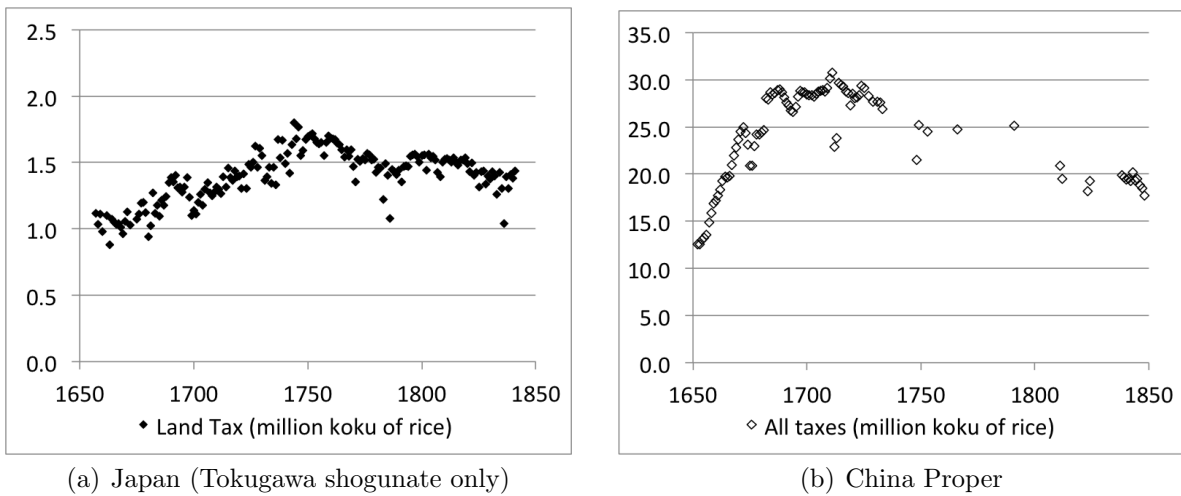 2.5
2.0
1.5
1.0
0.5
0.0
1650 1700 1750 1800 1850
◆ Land Tax (million koku of rice)
(a) Japan (Tokugawa shogunate only)
35.0
30.0
25.0
20.0
15.0
10.0
5.0
0.0
1650 1700 1750 1800 1850
◇ All taxes (million koku of rice)
(b) China Proper